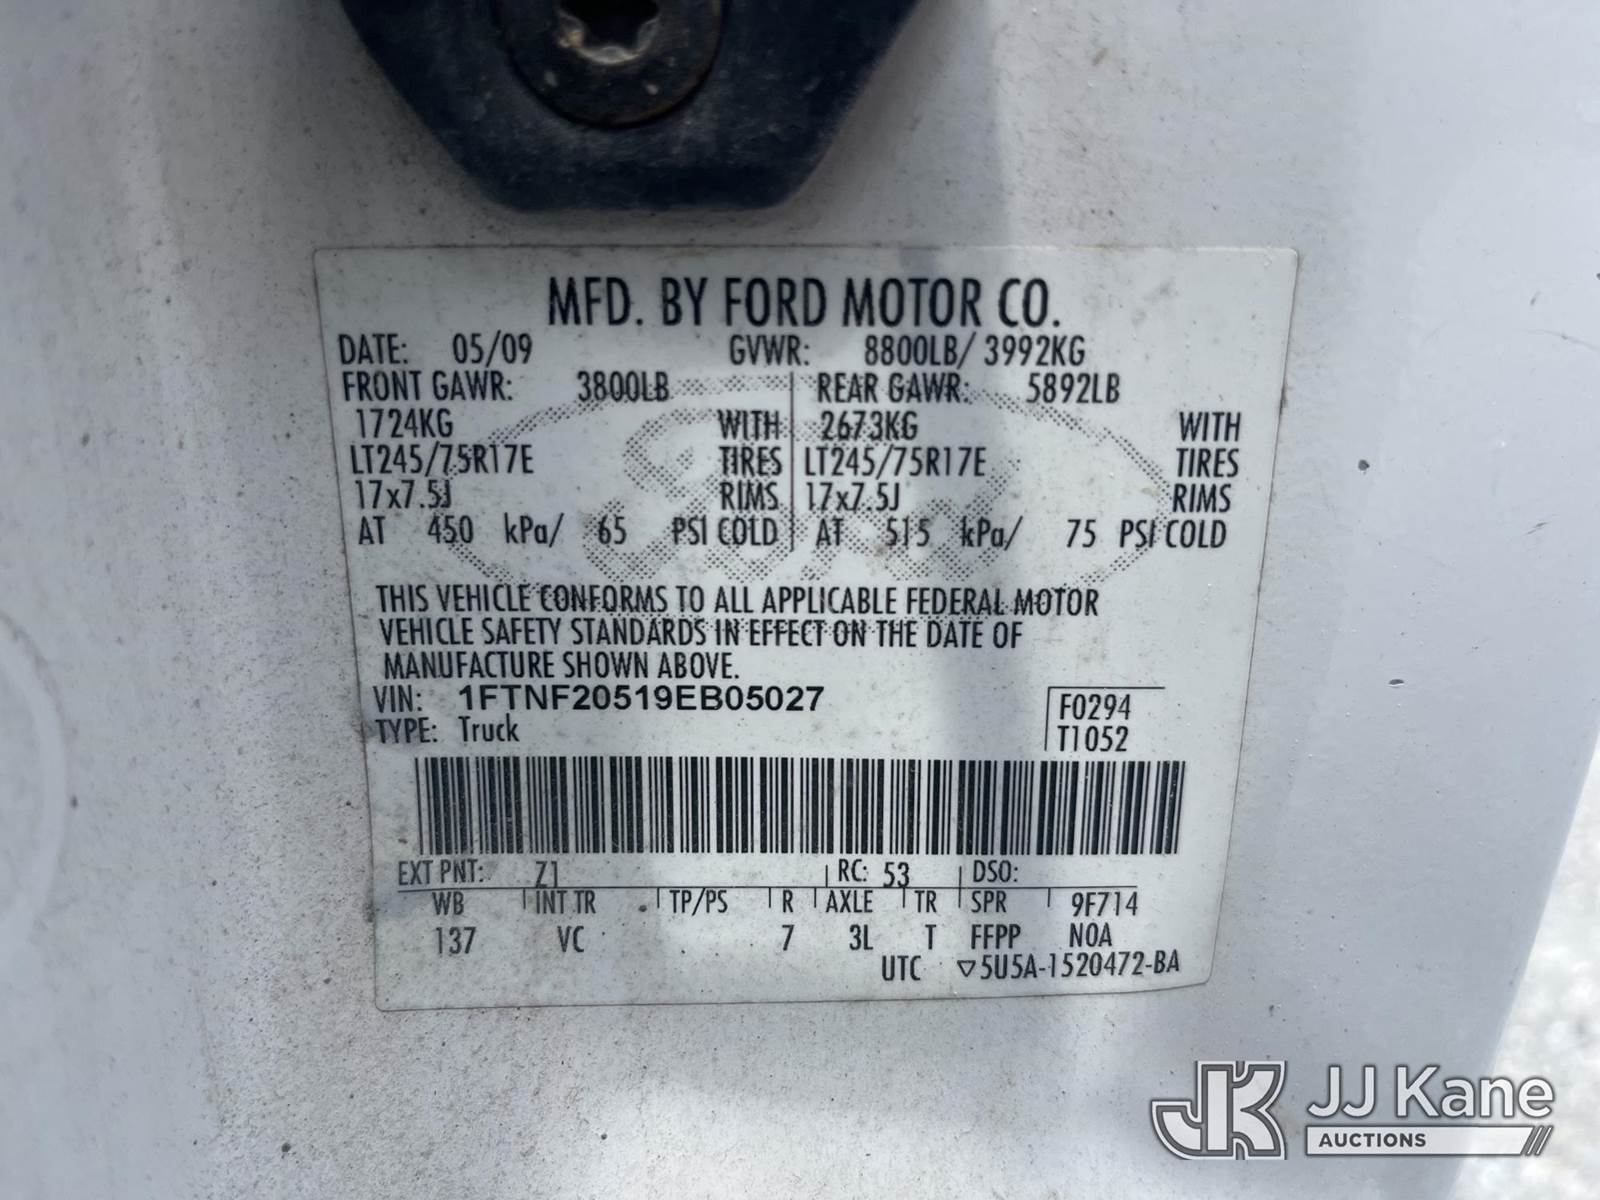 MFD. BY FORD MOTOR CO.
DATE: 05/09 GVWR: 8800LB/ 3992KG
FRONT GAWR: 3800LB REAR GAWR: 5892LB
1724KG WITH 2673KG WITH
LT245/75R17E TIRES LT245/75R17E TIRES
17x7.5J RIMS 17x7.5J RIMS
AT 450 kPa/ 65 PSI COLD AT 515 kPa/ 75 PSI COLD
THIS VEHICLE CONFORMS TO ALL APPLICABLE FEDERAL MOTOR
VEHICLE SAFETY STANDARDS IN EFFECT ON THE DATE OF
MANUFACTURE SHOWN ABOVE.
VIN: 1FTNF20519EB05027 F0294
TYPE: Truck T1052
EXT PNT: Z1 RC: 53 DSO:
WB INT TR TP/PS R AXLE TR SPR 9F714
137 VC 7 3L T FFPP NOA
UTC ▽5U5A-1520472-BA
JK JJ Kane
AUCTIONS